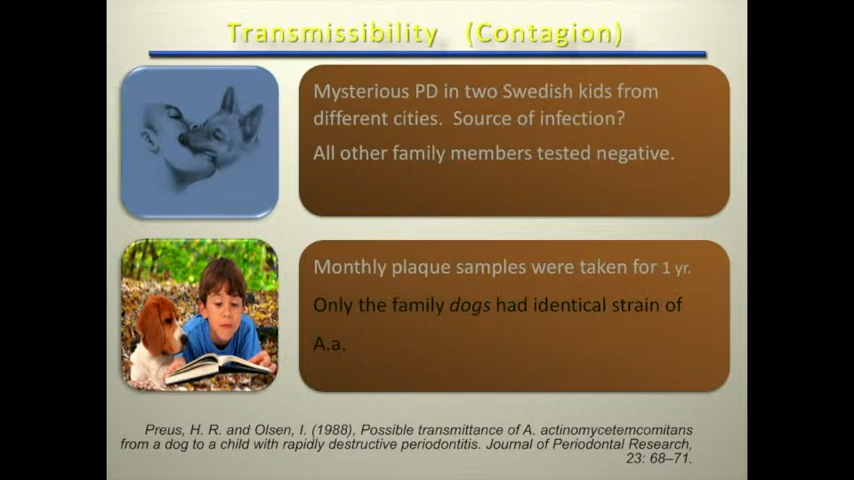 Transmissibility (Contagion)
Mysterious PD in two Swedish kids from
different cities. Source of infection?
All other family members tested negative.
Monthly plaque samples were taken for 1 yr.
Only the family dogs had identical strain of
A.a.
Preus, H. R. and Olsen, I. (1988), Possible transmittance of A. actinomycetemcomitans
from a dog to a child with rapidly destructive periodontitis. Journal of Periodontal Research,
23: 68–71.